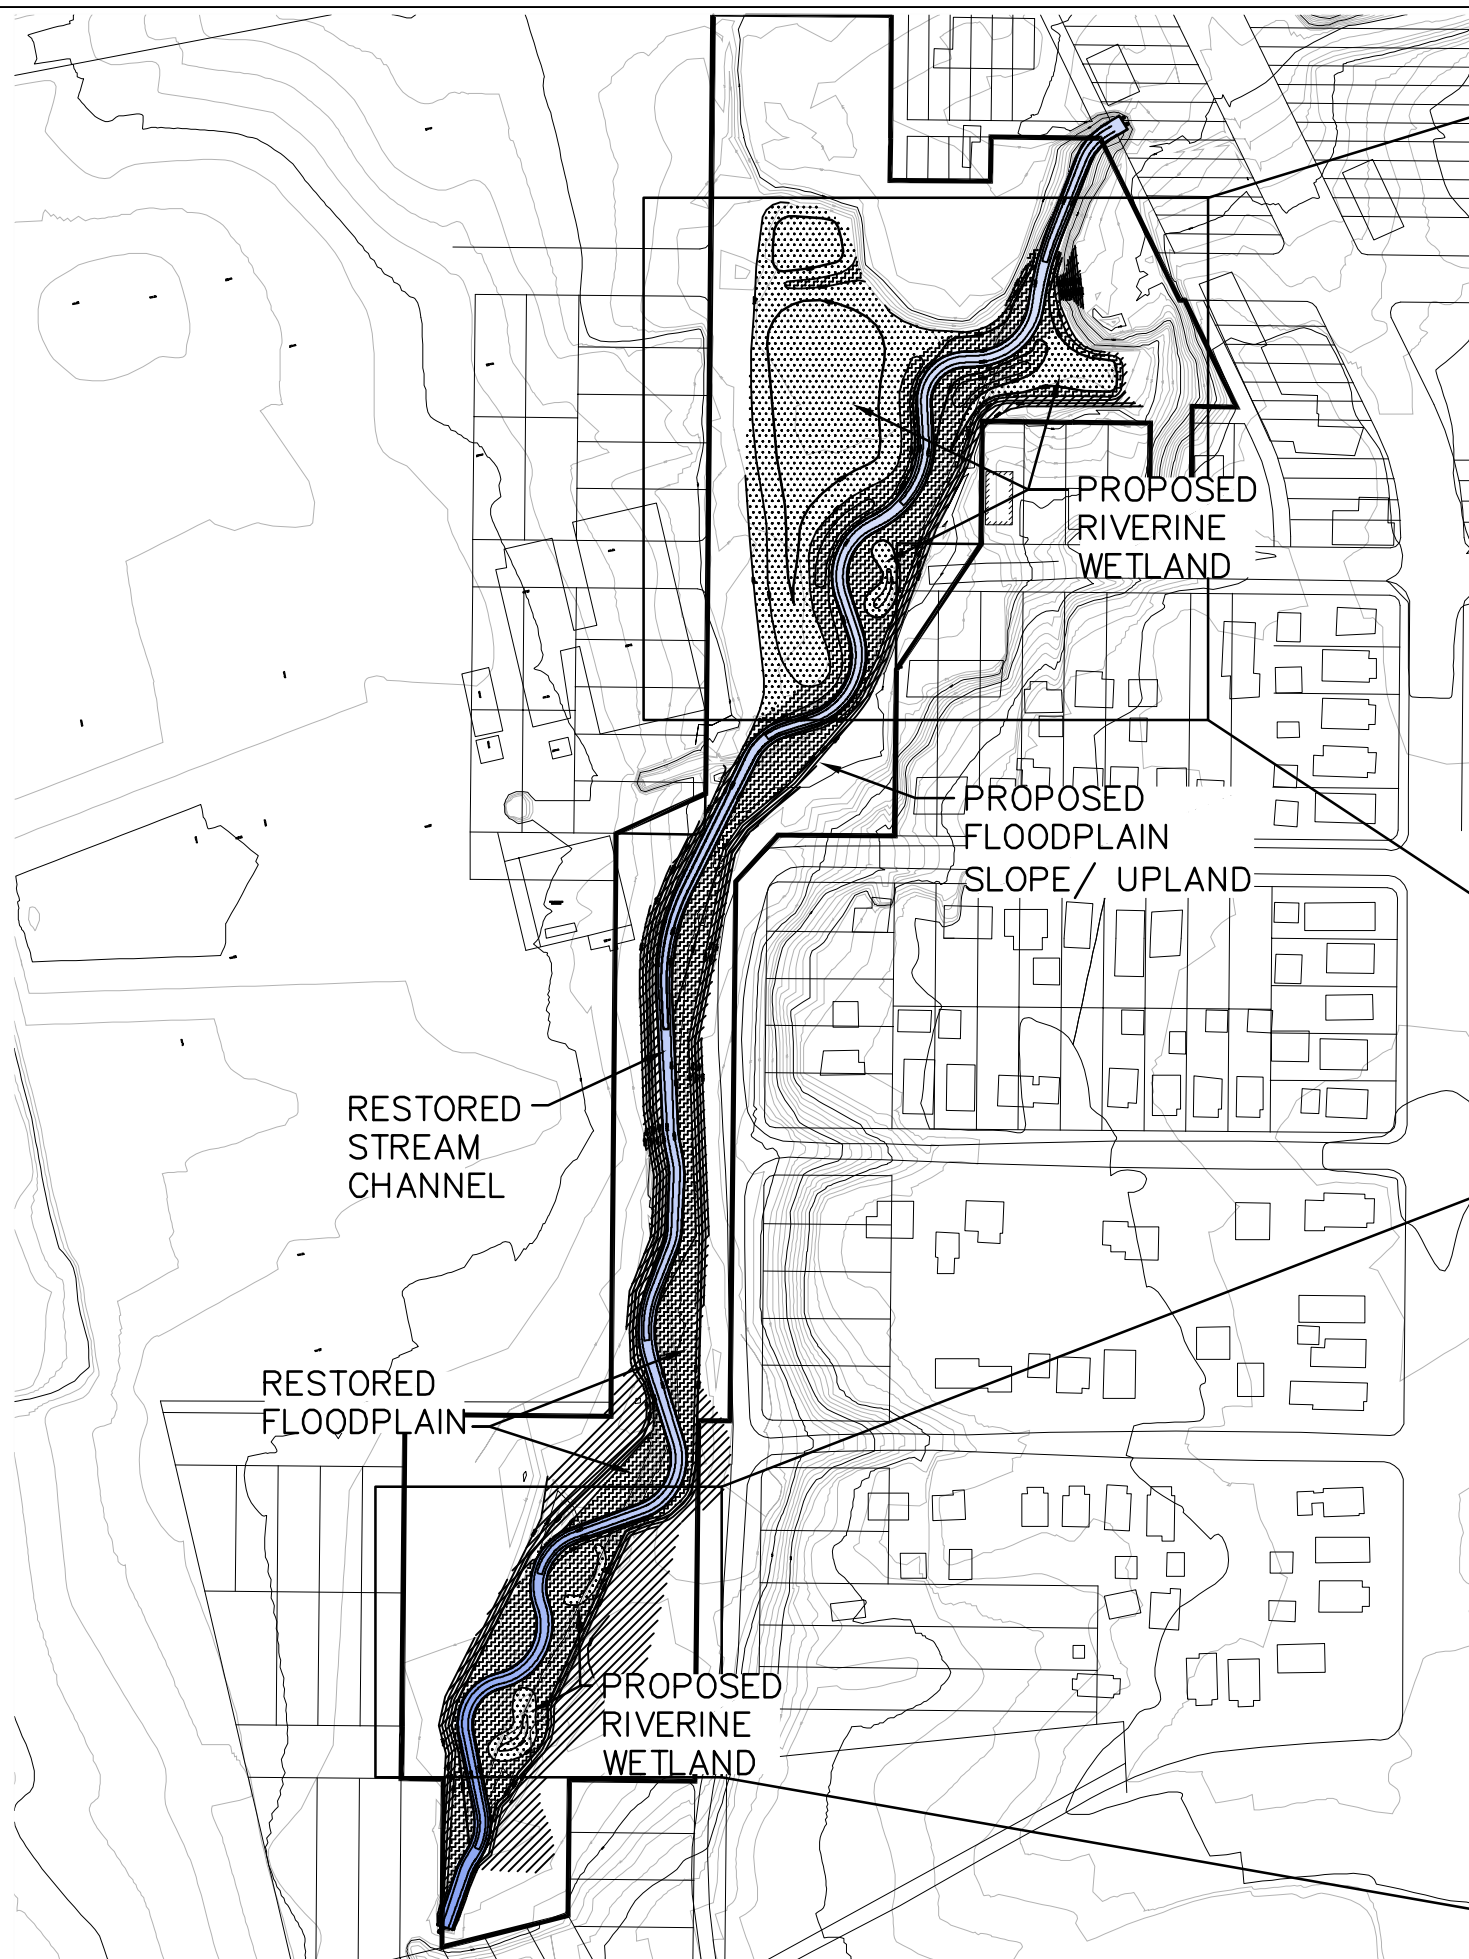 PROPOSED
RIVERINE
WETLAND
PROPOSED
FLOODPLAIN
SLOPE/ UPLAND
RESTORED
STREAM
CHANNEL
RESTORED
FLOODPLAIN
PROPOSED
RIVERINE
WETLAND